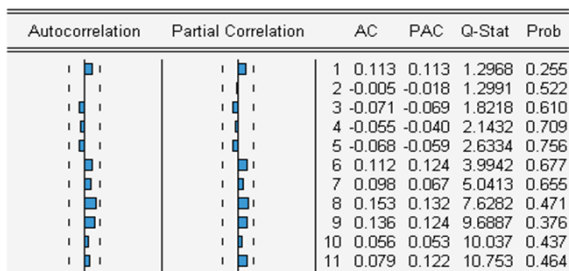 Autocorrelation Partial Correlation AC PAC Q-Stat Prob
1 0.113 0.113 1.2968 0.255
2 -0.005 -0.018 1.2991 0.522
3 -0.071 -0.069 1.8218 0.610
4 -0.055 -0.040 2.1432 0.709
5 -0.068 -0.059 2.6334 0.756
6 0.112 0.124 3.9942 0.677
7 0.098 0.067 5.0413 0.655
8 0.153 0.132 7.6282 0.471
9 0.136 0.124 9.6887 0.376
10 0.056 0.053 10.037 0.437
11 0.079 0.122 10.753 0.464